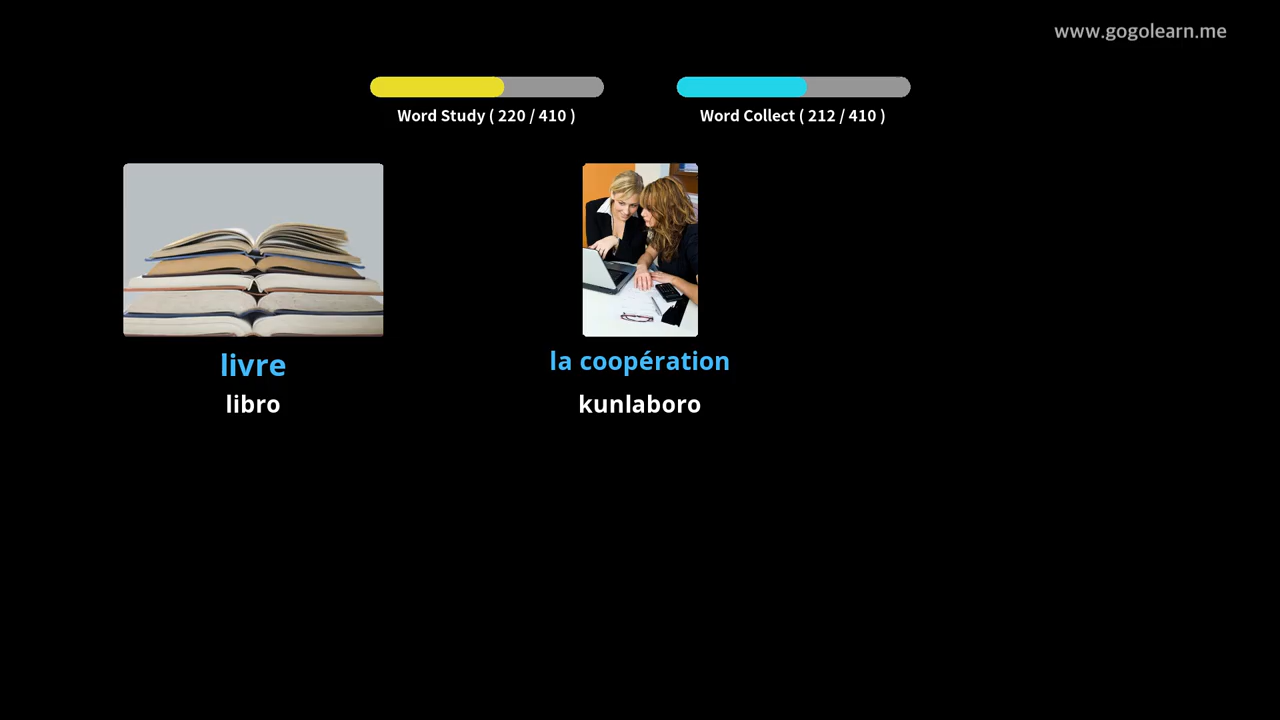 www.gogolearn.me
Word Study ( 220 / 410 )
Word Collect ( 212 / 410 )
livre
libro
la coopération
kunlaboro